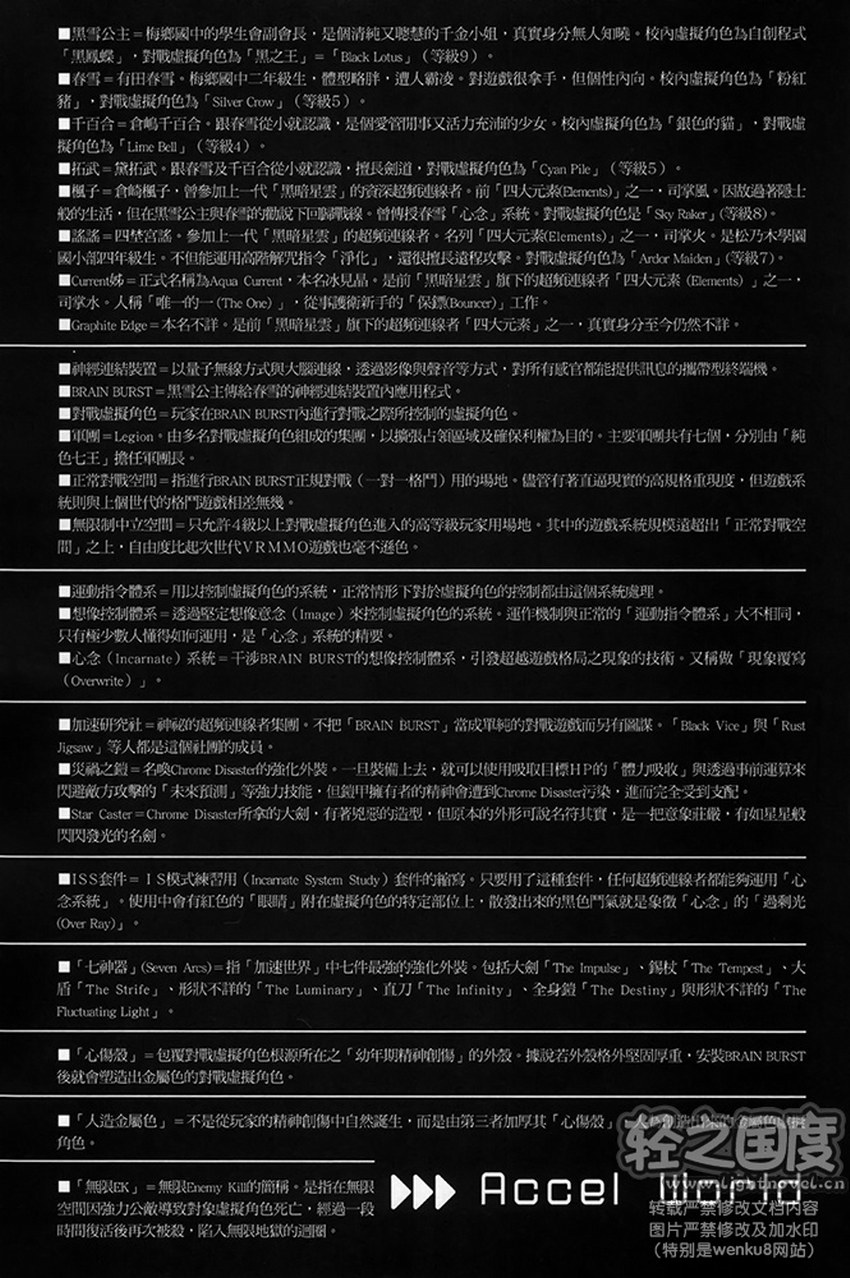 ■黑雪公主＝梅鄉國中的學生會副會長，是個清純又聰慧的千金小姐，真實身分無人知曉。校內虛擬角色為自創程式
「黑鳳蝶」，對戰虛擬角色為「黑之王」＝「Black Lotus」（等級9）。
■春雪＝有田春雪。梅鄉國中二年級生，體型略胖，遭人霸凌。對遊戲很拿手，但個性內向。校內虛擬角色為「粉紅
豬」，對戰虛擬角色為「Silver Crow」（等級5）。
■千百合＝倉嶋千百合。跟春雪從小就認識，是個愛管閒事又活力充沛的少女。校內虛擬角色為「銀色的貓」，對戰虛
擬角色為「Lime Bell」（等級4）。
■拓武＝黛拓武。跟春雪及千百合從小就認識，擅長劍道，對戰虛擬角色為「Cyan Pile」（等級5）。
■楓子＝倉崎楓子，曾參加上一代「黑暗星雲」的資深超頻連線者。前「四大元素(Elements)」之一，司掌風。因故過著隱士
般的生活，但在黑雪公主與春雪的勸說下回歸戰線。曾傳授春雪「心念」系統。對戰虛擬角色是「Sky Raker」(等級8)。
■謠謠＝四埜宮謠。參加上一代「黑暗星雲」的超頻連線者。名列「四大元素(Elements)」之一，司掌火。是松乃木學園
國小部四年級生。不但能運用高階解咒指令「淨化」，還很擅長遠程攻擊。對戰虛擬角色為「Ardor Maiden」(等級7)。
■Current姊＝正式名稱為Aqua Current，本名冰見晶。是前「黑暗星雲」旗下的超頻連線者「四大元素 (Elements) 」之一，
司掌水。人稱「唯一的一 (The One) 」，從事護衛新手的「保鏢(Bouncer)」工作。
■Graphite Edge＝本名不詳。是前「黑暗星雲」旗下的超頻連線者「四大元素」之一，真實身分至今仍然不詳。
■神經連結裝置＝以量子無線方式與大腦連線，透過影像與聲音等方式，對所有感官都能提供訊息的攜帶型終端機。
■BRAIN BURST＝黑雪公主傳給春雪的神經連結裝置內應用程式。
■對戰虛擬角色＝玩家在BRAIN BURST內進行對戰之際所控制的虛擬角色。
■軍團＝Legion。由多名對戰虛擬角色組成的集團，以擴張占領區域及確保利權為目的。主要軍團共有七個，分別由「純
色七王」擔任軍團長。
■正常對戰空間＝指進行BRAIN BURST正規對戰（一對一格鬥）用的場地。儘管有著直逼現實的高規格重現度，但遊戲系
統則與上個世代的格鬥遊戲相差無幾。
■無限制中立空間＝只允許4級以上對戰虛擬角色進入的高等級玩家用場地。其中的遊戲系統規模遠超出「正常對戰空
間」之上，自由度比起次世代ＶＲＭＭＯ遊戲也毫不遜色。
■運動指令體系＝用以控制虛擬角色的系統，正常情形下對於虛擬角色的控制都由這個系統處理。
■想像控制體系＝透過堅定想像意念（Image）來控制虛擬角色的系統。運作機制與正常的「運動指令體系」大不相同，
只有極少數人懂得如何運用，是「心念」系統的精要。
■心念（Incarnate）系統＝干涉BRAIN BURST的想像控制體系，引發超越遊戲格局之現象的技術。又稱做「現象覆寫
（Overwrite）」。
■加速研究社＝神祕的超頻連線者集團。不把「BRAIN BURST」當成單純的對戰遊戲而另有圖謀。「Black Vice」與「Rust
Jigsaw」等人都是這個社團的成員。
■災禍之鎧＝名喚Chrome Disaster的強化外裝。一旦裝備上去，就可以使用吸取目標ＨＰ的「體力吸收」與透過事前運算來
閃避敵方攻擊的「未來預測」等強力技能，但鎧甲擁有者的精神會遭到Chrome Disaster污染，進而完全受到支配。
■Star Caster＝Chrome Disaster所拿的大劍，有著兇惡的造型，但原本的外形可說名符其實，是一把意象莊嚴，有如星星般
閃閃發光的名劍。
■ISS套件＝ＩＳ模式練習用（Incarnate System Study）套件的縮寫。只要用了這種套件，任何超頻連線者都能夠運用「心
念系統」。使用中會有紅色的「眼睛」附在虛擬角色的特定部位上，散發出來的黑色鬥氣就是象徵「心念」的「過剩光
(Over Ray)」。
■「七神器」(Seven Arcs)＝指「加速世界」中七件最強的強化外裝。包括大劍「The Impulse」、錫杖「The Tempest」、大
盾「The Strife」、形狀不詳的「The Luminary」、直刀「The Infinity」、全身鎧「The Destiny」與形狀不詳的「The
Fluctuating Light」。
■「心傷殼」＝包覆對戰虛擬角色根源所在之「幼年期精神創傷」的外殼。據說若外殼格外堅固厚重，安裝BRAIN BURST
後就會塑造出金屬色的對戰虛擬角色。
■「人造金屬色」＝不是從玩家的精神創傷中自然誕生，而是由第三者加厚其「心傷殼」，人為創造出來的金屬色虛擬
角色。
■「無限EK」＝無限Enemy Kill的簡稱。是指在無限
空間因強力公敵導致對象虛擬角色死亡，經過一段
時間復活後再次被殺，陷入無限地獄的迴圈。
Accel World
轻之国度
www.lightnovel.cn
转载严禁修改文档内容
图片严禁修改及加水印
（特别是wenku8网站）